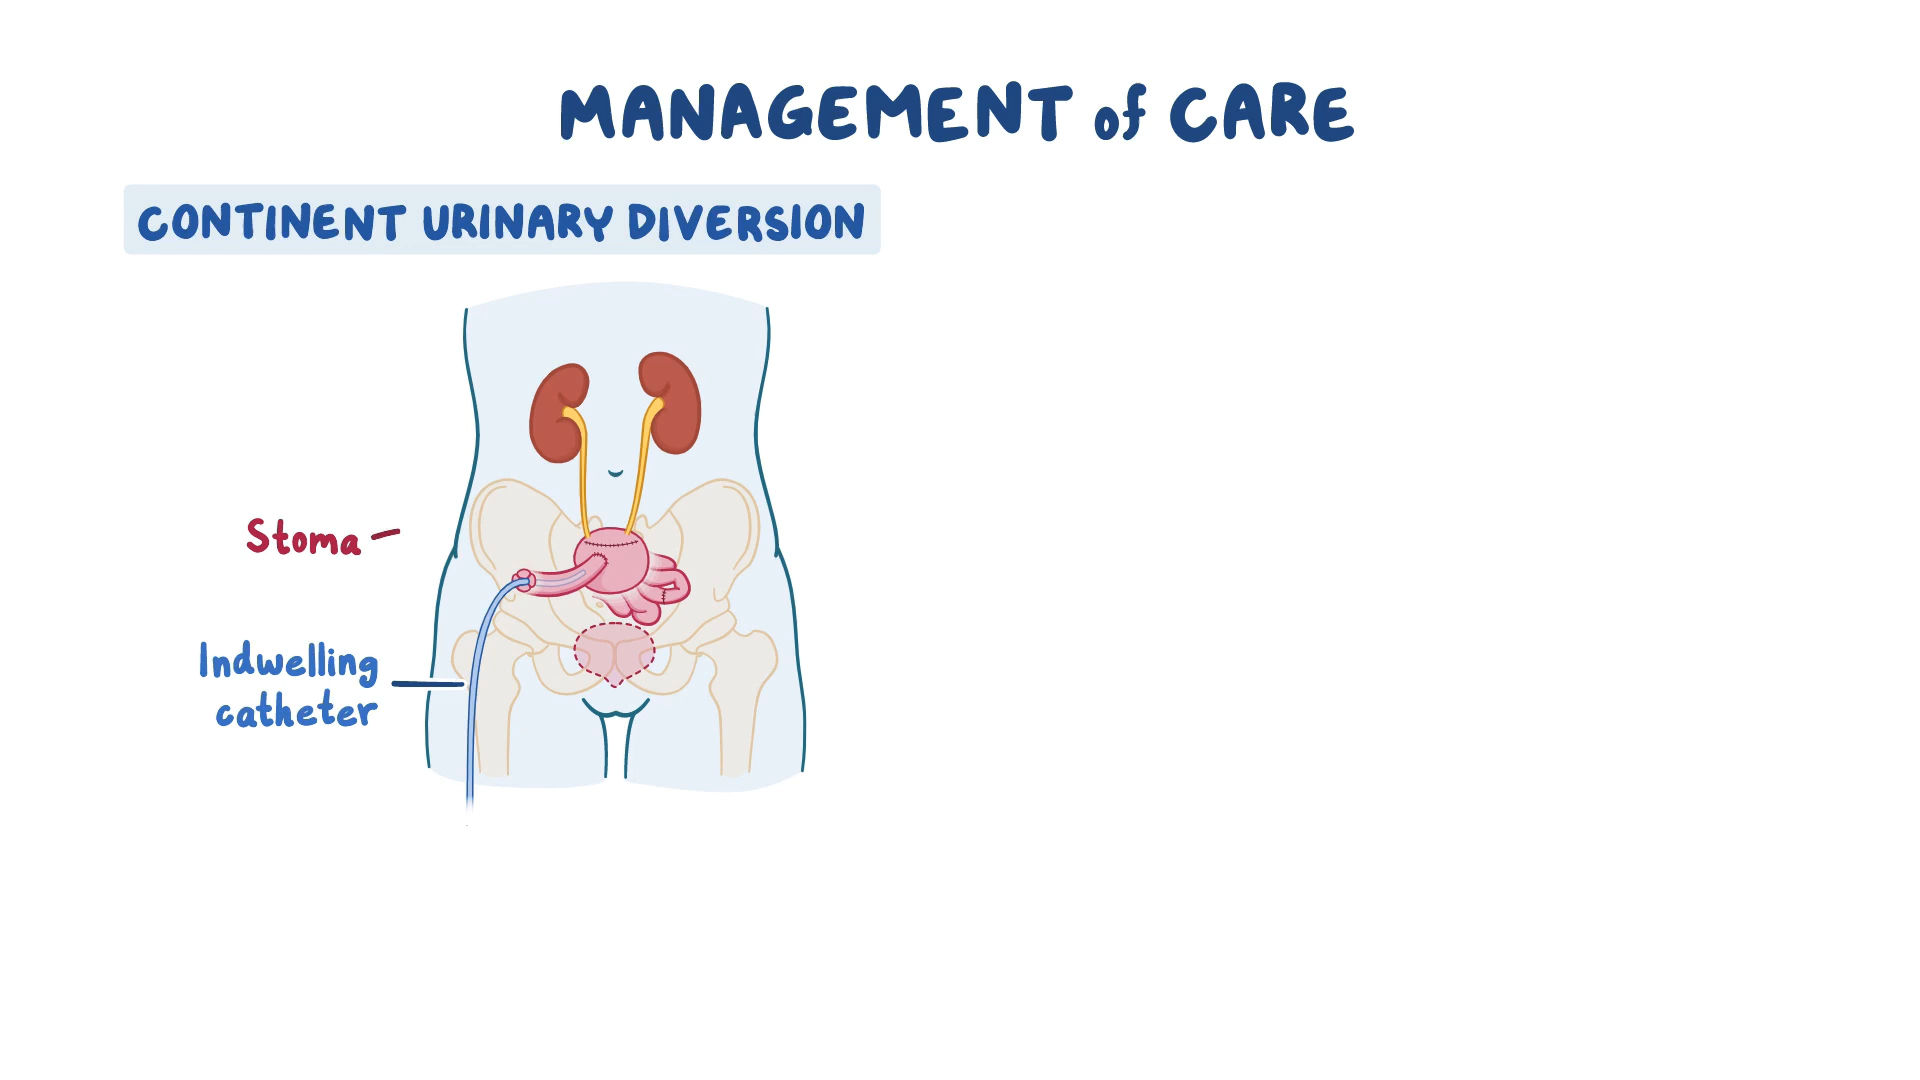 MANAGEMENT of CARE
CONTINENT URINARY DIVERSION
Stoma
Indwelling
catheter